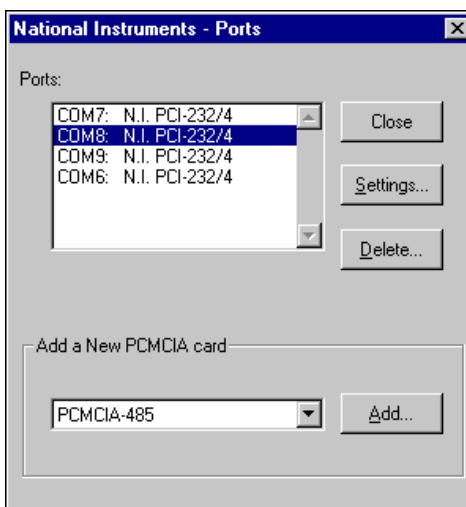 National Instruments - Ports
Ports:
COM7: N.I. PCI-232/4
COM8: N.I. PCI-232/4
COM9: N.I. PCI-232/4
COM6: N.I. PCI-232/4
Close
Settings...
Delete...
Add a New PCMCIA card
PCMCIA-485
Add...